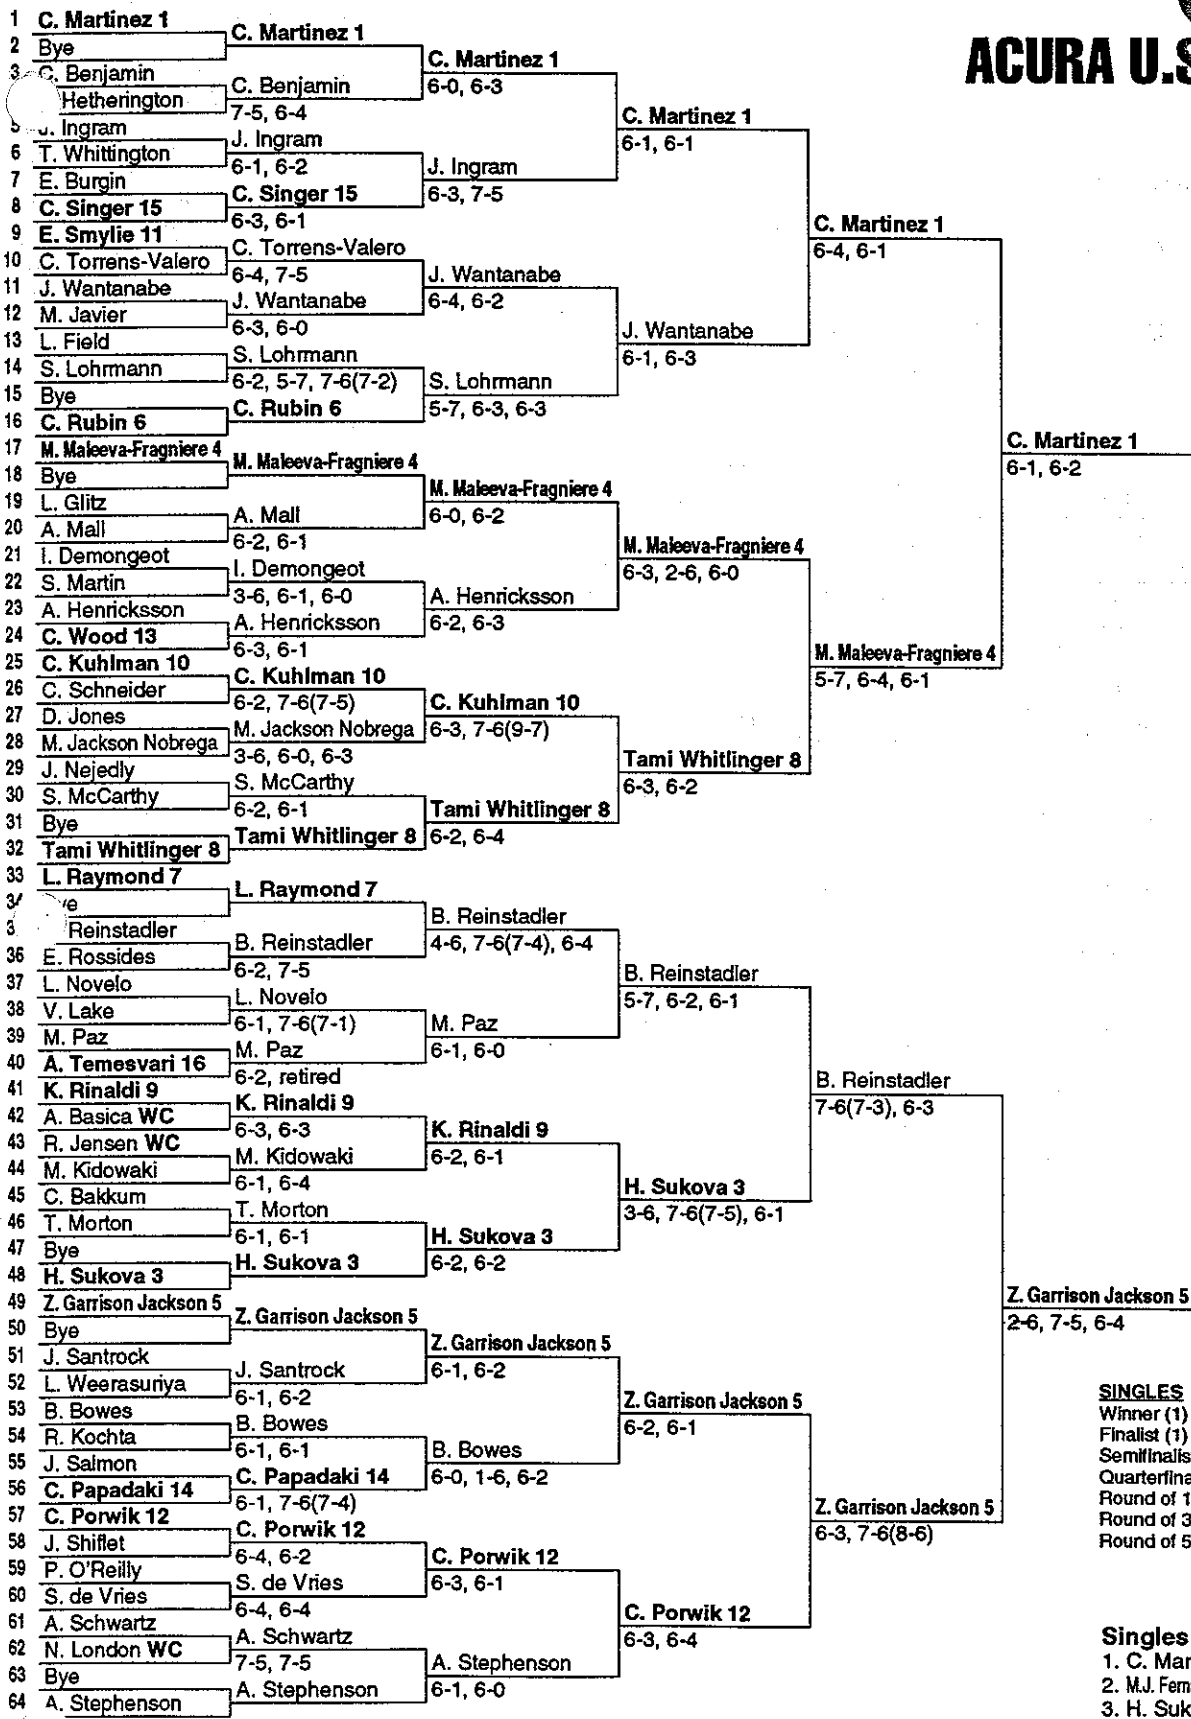 ACURA U.S
1 C. Martinez 1
2 Bye
3 C. Benjamin
Hetherington
5 J. Ingram
6 T. Whittington
7 E. Burgin
8 C. Singer 15
9 E. Smylie 11
10 C. Torrens-Valero
11 J. Wantanabe
12 M. Javier
13 L. Field
14 S. Lohrmann
15 Bye
16 C. Rubin 6
17 M. Maleeva-Fragniere 4
18 Bye
19 L. Glitz
20 A. Mall
21 I. Demongeot
22 S. Martin
23 A. Henricksson
24 C. Wood 13
25 C. Kuhlman 10
26 C. Schneider
27 D. Jones
28 M. Jackson Nobrega
29 J. Nejedly
30 S. McCarthy
31 Bye
32 Tami Whitlinger 8
33 L. Raymond 7
Reinstadler
36 E. Rossides
37 L. Novelo
38 V. Lake
39 M. Paz
40 A. Temesvari 16
41 K. Rinaldi 9
42 A. Basica WC
43 R. Jensen WC
44 M. Kidowaki
45 C. Bakkum
46 T. Morton
47 Bye
48 H. Sukova 3
49 Z. Garrison Jackson 5
50 Bye
51 J. Santrock
52 L. Weerasuriya
53 B. Bowes
54 R. Kochta
55 J. Salmon
56 C. Papadaki 14
57 C. Porwik 12
58 J. Shiflet
59 P. O'Reilly
60 S. de Vries
61 A. Schwartz
62 N. London WC
63 Bye
64 A. Stephenson
C. Martinez 1
C. Benjamin
7-5, 6-4
J. Ingram
6-1, 6-2
C. Singer 15
6-3, 6-1
C. Torrens-Valero
6-4, 7-5
J. Wantanabe
6-3, 6-0
S. Lohrmann
6-2, 5-7, 7-6(7-2)
C. Rubin 6
M. Maleeva-Fragniere 4
A. Mall
6-2, 6-1
I. Demongeot
3-6, 6-1, 6-0
A. Henricksson
6-3, 6-1
C. Kuhlman 10
6-2, 7-6(7-5)
M. Jackson Nobrega
3-6, 6-0, 6-3
S. McCarthy
6-2, 6-1
Tami Whitlinger 8
L. Raymond 7
B. Reinstadler
6-2, 7-5
L. Novelo
6-1, 7-6(7-1)
M. Paz
6-2, retired
K. Rinaldi 9
6-3, 6-3
M. Kidowaki
6-1, 6-4
T. Morton
6-1, 6-1
H. Sukova 3
Z. Garrison Jackson 5
J. Santrock
6-1, 6-2
B. Bowes
6-1, 6-1
C. Papadaki 14
6-1, 7-6(7-4)
C. Porwik 12
6-4, 6-2
S. de Vries
6-4, 6-4
A. Schwartz
7-5, 7-5
A. Stephenson
C. Martinez 1
6-0, 6-3
J. Ingram
6-3, 7-5
J. Wantanabe
6-4, 6-2
S. Lohrmann
5-7, 6-3, 6-3
M. Maleeva-Fragniere 4
6-0, 6-2
A. Henricksson
6-2, 6-3
C. Kuhlman 10
6-3, 7-6(9-7)
Tami Whitlinger 8
6-2, 6-4
B. Reinstadler
4-6, 7-6(7-4), 6-4
M. Paz
6-1, 6-0
K. Rinaldi 9
6-2, 6-1
H. Sukova 3
6-2, 6-2
Z. Garrison Jackson 5
6-1, 6-2
B. Bowes
6-0, 1-6, 6-2
C. Porwik 12
6-3, 6-1
A. Stephenson
6-1, 6-0
C. Martinez 1
6-1, 6-1
J. Wantanabe
6-1, 6-3
M. Maleeva-Fragniere 4
6-3, 2-6, 6-0
Tami Whitlinger 8
6-3, 6-2
B. Reinstadler
5-7, 6-2, 6-1
H. Sukova 3
3-6, 7-6(7-5), 6-1
Z. Garrison Jackson 5
6-2, 6-1
C. Porwik 12
6-3, 6-4
C. Martinez 1
6-4, 6-1
M. Maleeva-Fragniere 4
5-7, 6-4, 6-1
B. Reinstadler
7-6(7-3), 6-3
Z. Garrison Jackson 5
6-3, 7-6(8-6)
C. Martinez 1
6-1, 6-2
Z. Garrison Jackson 5
2-6, 7-5, 6-4
SINGLES
Winner (1)
Finalist (1)
Semifinalis
Quarterfina
Round of 1
Round of 3
Round of 5
Singles
1. C. Mar
2. M.J. Fern
3. H. Suk